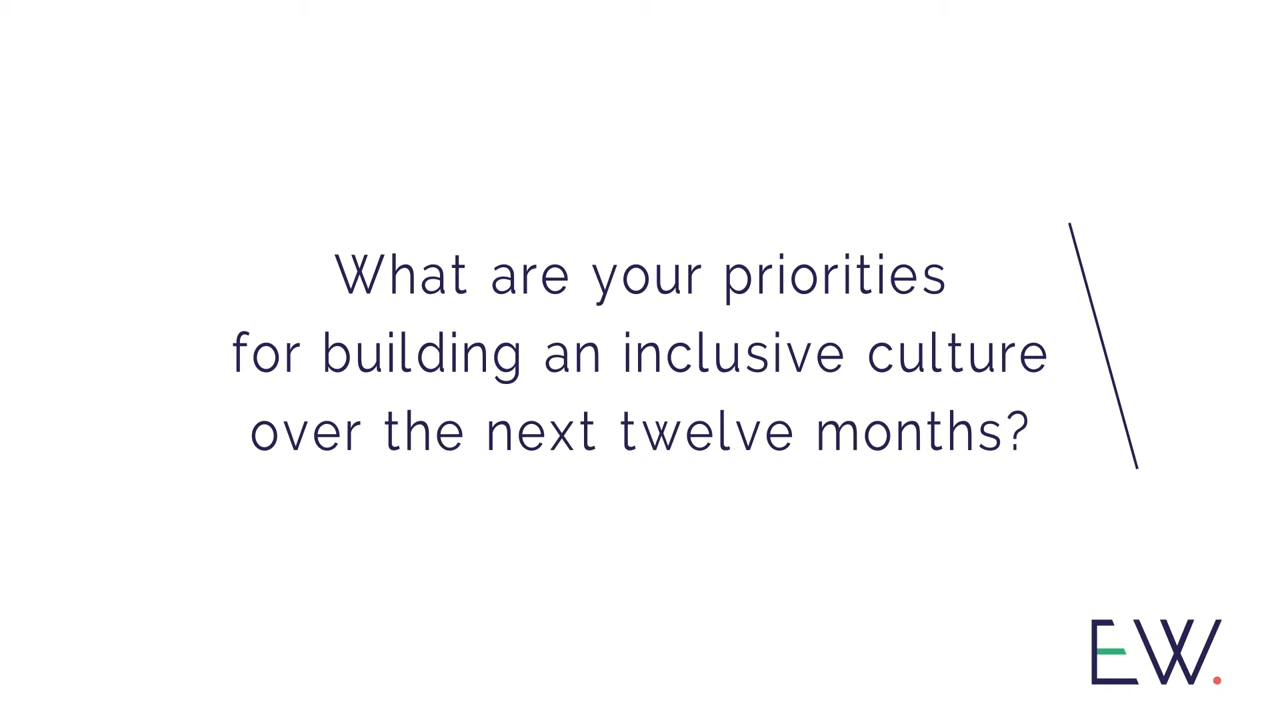 What are your priorities
for building an inclusive culture
over the next twelve months?
EW.